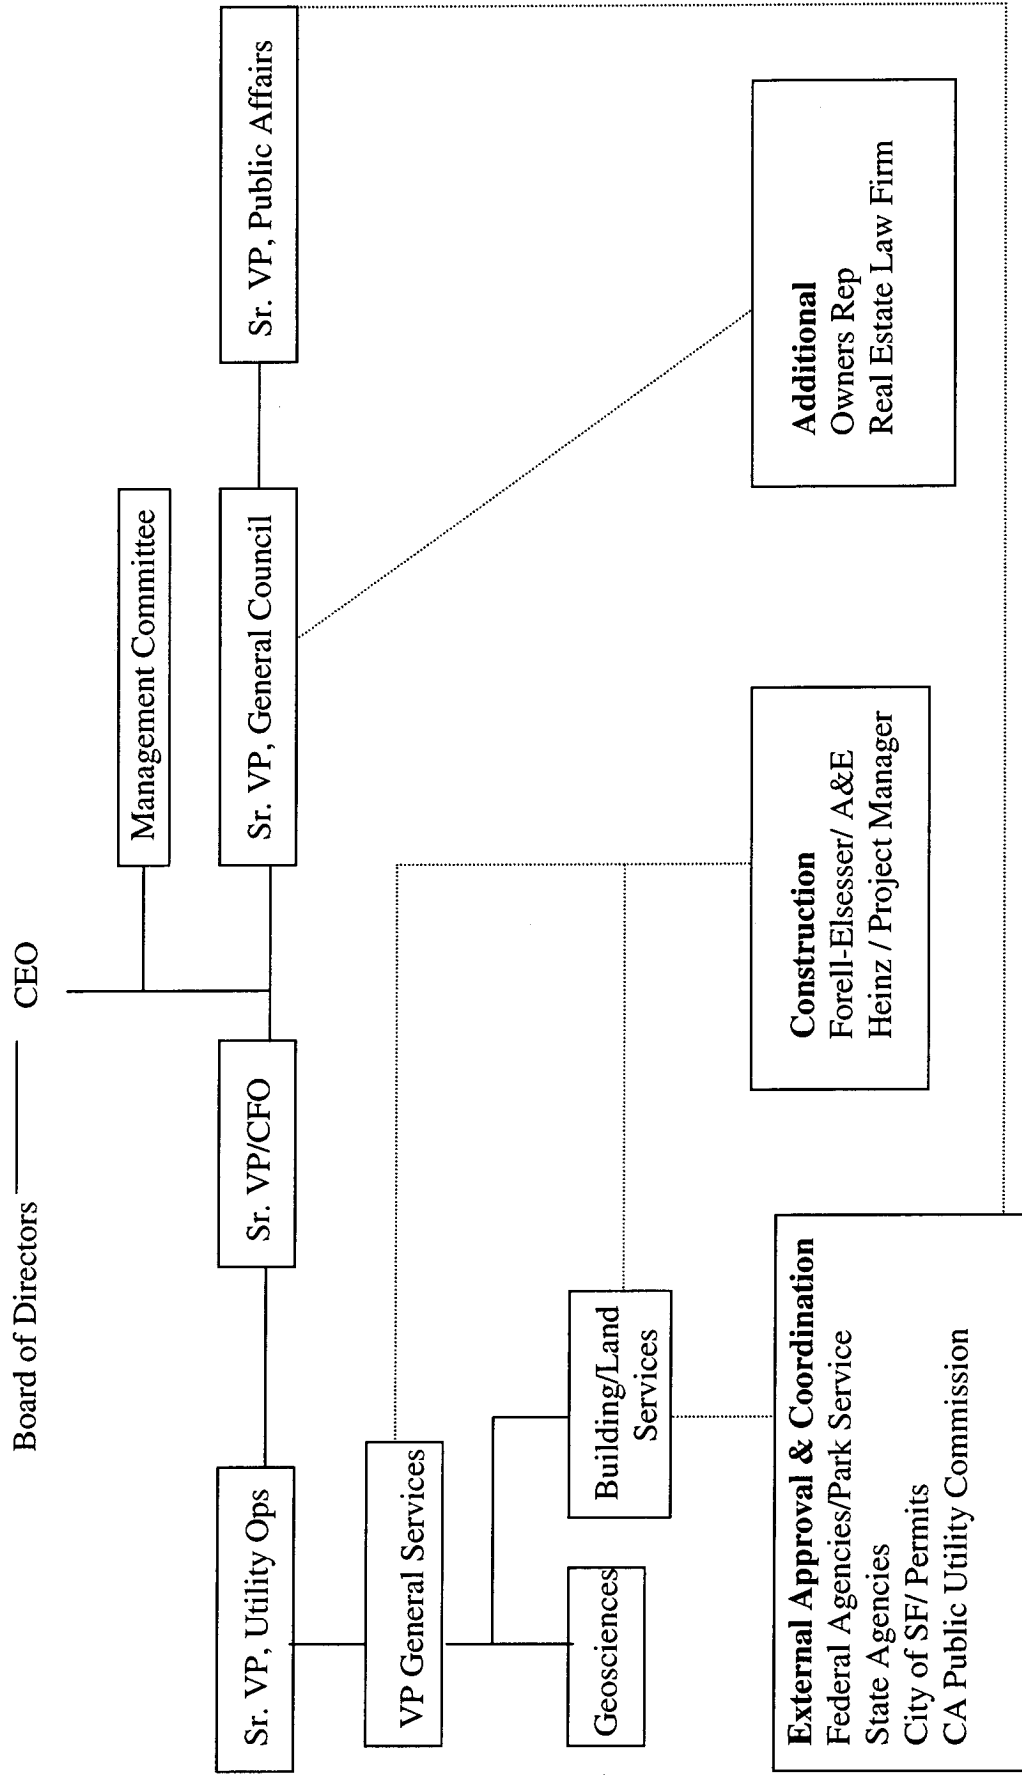 Board of Directors
CEO
Management Committee
Sr. VP, Utility Ops
Sr. VP/CFO
Sr. VP, General Council
Sr. VP, Public Affairs
VP General Services
Geosciences
Building/Land
Services
External Approval & Coordination
Federal Agencies/Park Service
State Agencies
City of SF/ Permits
CA Public Utility Commission
Construction
Forell-Elsesser/ A&E
Heinz / Project Manager
Additional
Owners Rep
Real Estate Law Firm